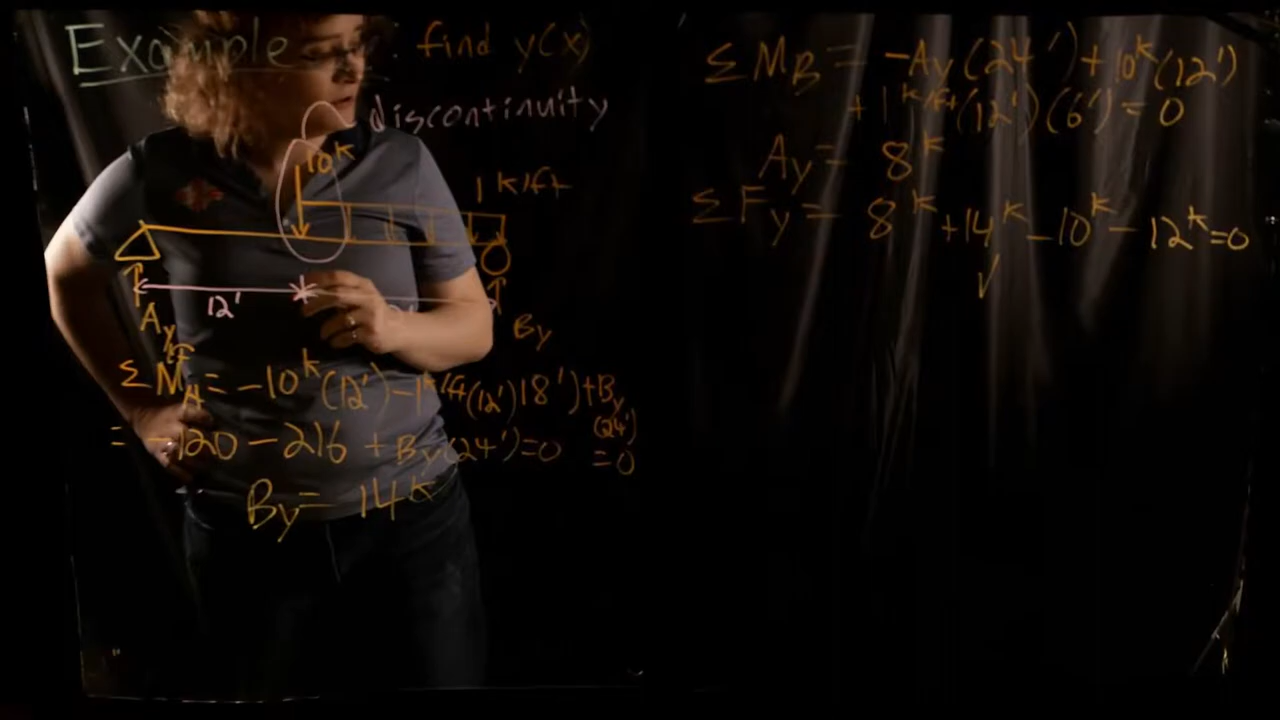 Example : find y(x)
discontinuity
10k
1 k/ft
12'
Ay
By
ΣMA = -10k(12') - 1k/ft(12')18') + By
(24')
= 0
= -120 - 216 + By(24') = 0
By = 14k
ΣMB = -Ay(24') + 10k(12')
+ 1k/ft(12')(6') = 0
Ay = 8k
ΣFy = 8k + 14k - 10k - 12k = 0
✓